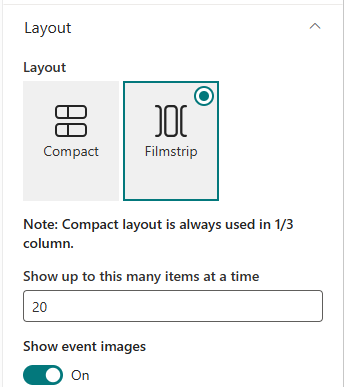 Layout
Layout
Compact
Filmstrip
Note: Compact layout is always used in 1/3
column.
Show up to this many items at a time
20
Show event images
On